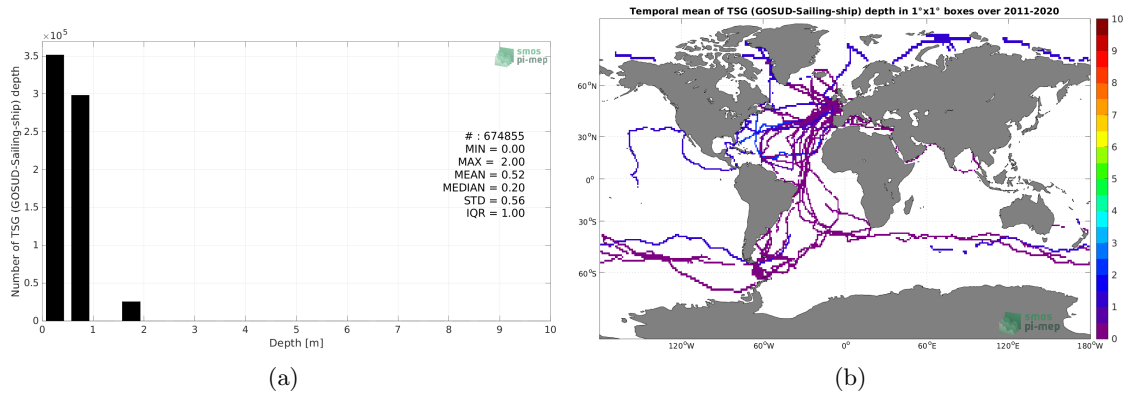 ×10⁵
3.5
3
2.5
2
1.5
1
0.5
0
Number of TSG (GOSUD-Sailing-ship) depth
smos
pi-mep
# : 674855
MIN = 0.00
MAX = 2.00
MEAN = 0.52
MEDIAN = 0.20
STD = 0.56
IQR = 1.00
0 1 2 3 4 5 6 7 8 9 10
Depth [m]
(a)
Temporal mean of TSG (GOSUD-Sailing-ship) depth in 1°x1° boxes over 2011-2020
60°N
30°N
0°
30°S
60°S
120°W 60°W 0° 60°E 120°E 180°W
smos
pi-mep
10
9
8
7
6
5
4
3
2
1
0
(b)